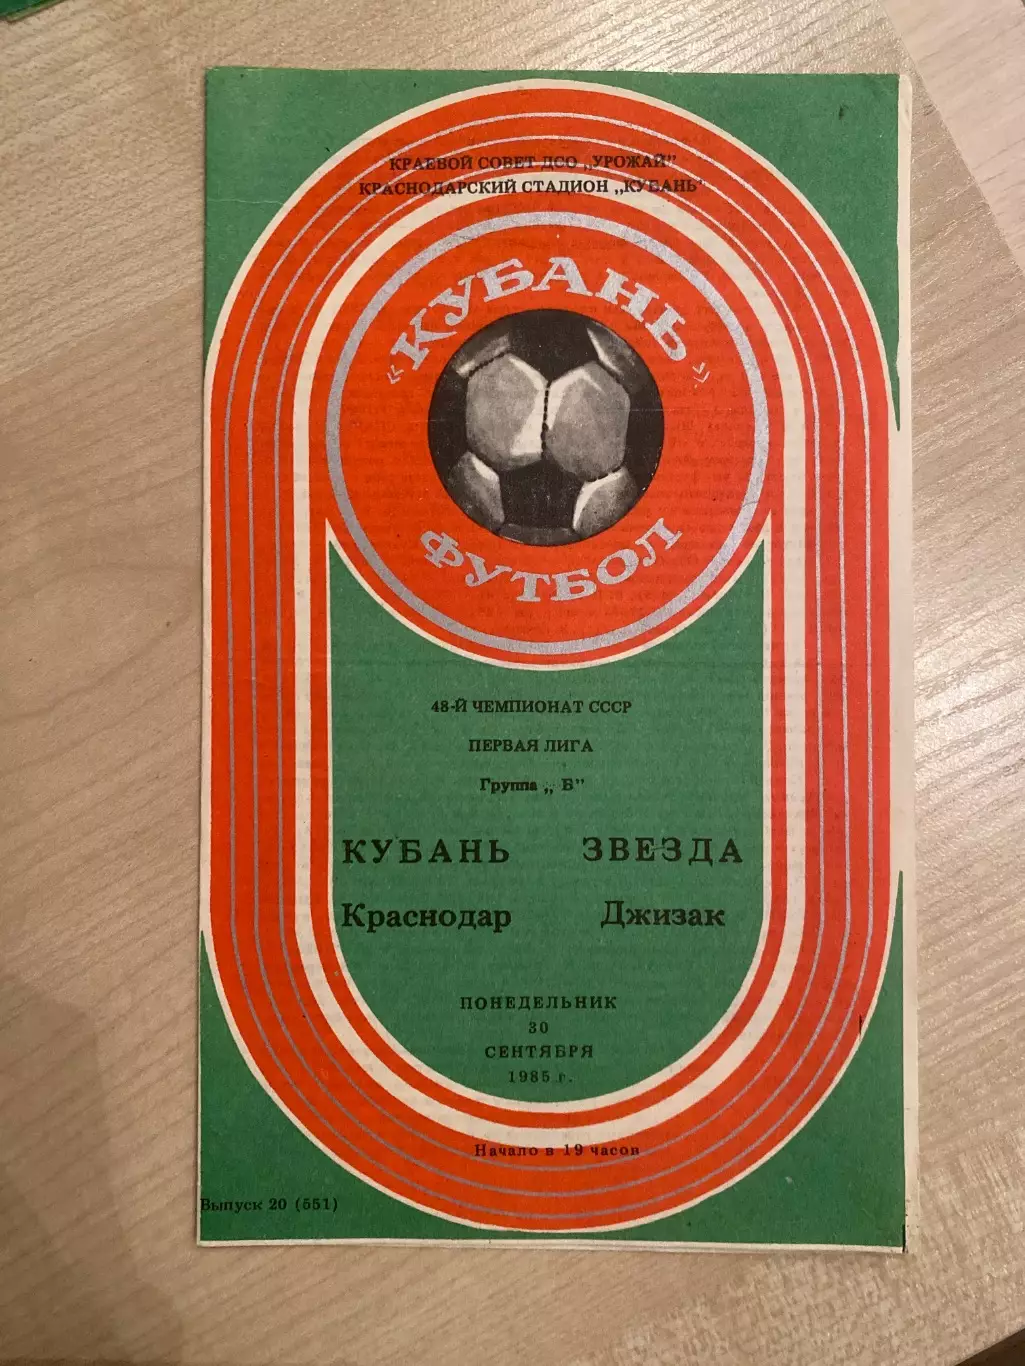 КРАЕВОЙ СОВЕТ ДСО „УРОЖАЙ"
КРАСНОДАРСКИЙ СТАДИОН „КУБАНЬ"
«КУБАНЬ»
ФУТБОЛ
48-Й ЧЕМПИОНАТ СССР
ПЕРВАЯ ЛИГА
Группа „Б"
КУБАНЬ ЗВЕЗДА
Краснодар Джизак
ПОНЕДЕЛЬНИК
30
СЕНТЯБРЯ
1985 г.
Начало в 19 часов
Выпуск 20 (551)